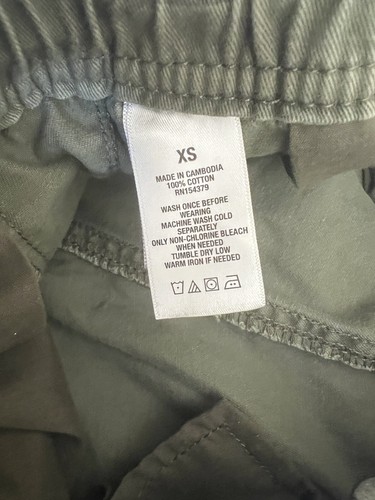 XS
MADE IN CAMBODIA
100% COTTON
RN154379
WASH ONCE BEFORE
WEARING
MACHINE WASH COLD
SEPARATELY
ONLY NON-CHLORINE BLEACH
WHEN NEEDED
TUMBLE DRY LOW
WARM IRON IF NEEDED